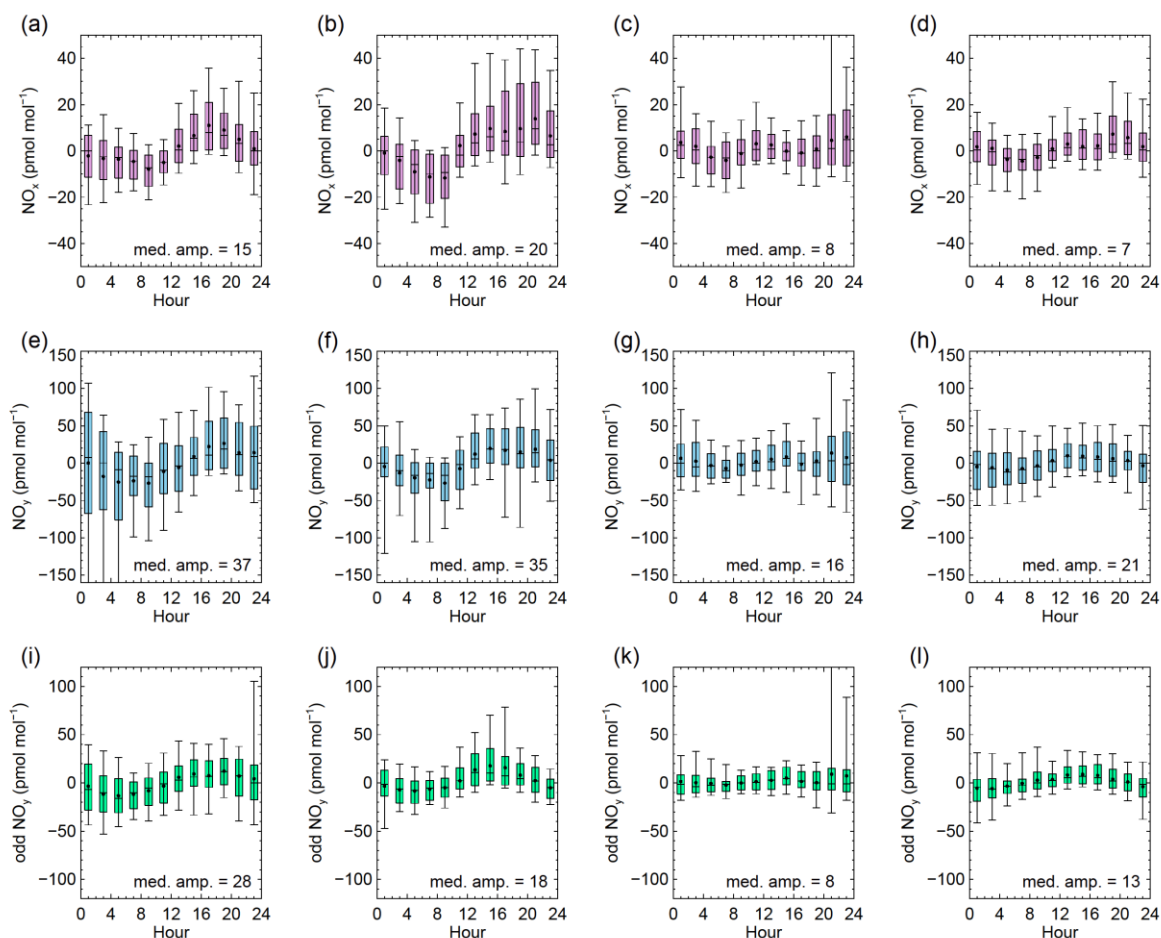 (a) (b) (c) (d)
NOx (pmol mol−1) NOx (pmol mol−1) NOx (pmol mol−1) NOx (pmol mol−1)
40 40 40 40
20 20 20 20
0 0 0 0
−20 −20 −20 −20
−40 −40 −40 −40
med. amp. = 15 med. amp. = 20 med. amp. = 8 med. amp. = 7
0 4 8 12 16 20 24 0 4 8 12 16 20 24 0 4 8 12 16 20 24 0 4 8 12 16 20 24
Hour Hour Hour Hour
(e) (f) (g) (h)
NOy (pmol mol−1) NOy (pmol mol−1) NOy (pmol mol−1) NOy (pmol mol−1)
150 150 150 150
100 100 100 100
50 50 50 50
0 0 0 0
−50 −50 −50 −50
−100 −100 −100 −100
−150 −150 −150 −150
med. amp. = 37 med. amp. = 35 med. amp. = 16 med. amp. = 21
0 4 8 12 16 20 24 0 4 8 12 16 20 24 0 4 8 12 16 20 24 0 4 8 12 16 20 24
Hour Hour Hour Hour
(i) (j) (k) (l)
odd NOy (pmol mol−1) odd NOy (pmol mol−1) odd NOy (pmol mol−1) odd NOy (pmol mol−1)
100 100 100 100
50 50 50 50
0 0 0 0
−50 −50 −50 −50
−100 −100 −100 −100
med. amp. = 28 med. amp. = 18 med. amp. = 8 med. amp. = 13
0 4 8 12 16 20 24 0 4 8 12 16 20 24 0 4 8 12 16 20 24 0 4 8 12 16 20 24
Hour Hour Hour Hour